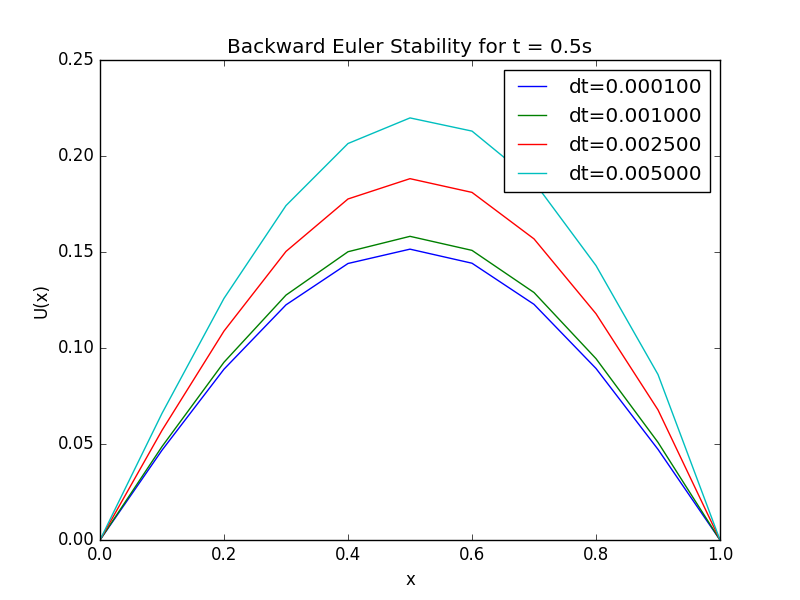 Backward Euler Stability for t = 0.5s
0.25
0.20
0.15
0.10
0.05
0.00
U(x)
dt=0.000100
dt=0.001000
dt=0.002500
dt=0.005000
0.0 0.2 0.4 0.6 0.8 1.0
x